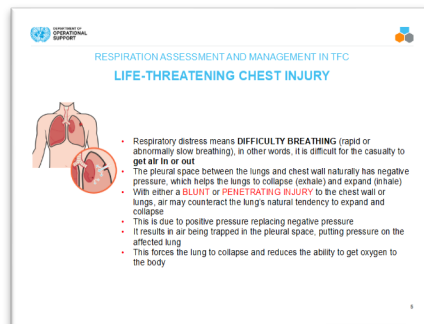 DEPARTMENT OF
OPERATIONAL
SUPPORT
RESPIRATION ASSESSMENT AND MANAGEMENT IN TFC
LIFE-THREATENING CHEST INJURY
• Respiratory distress means DIFFICULTY BREATHING (rapid or
abnormally slow breathing), in other words, it is difficult for the casualty to
get air in or out
• The pleural space between the lungs and chest wall naturally has negative
pressure, which helps the lungs to collapse (exhale) and expand (inhale)
• With either a BLUNT or PENETRATING INJURY to the chest wall or
lungs, air may counteract the lung's natural tendency to expand and
collapse
• This is due to positive pressure replacing negative pressure
• It results in air being trapped in the pleural space, putting pressure on the
affected lung
• This forces the lung to collapse and reduces the ability to get oxygen to
the body